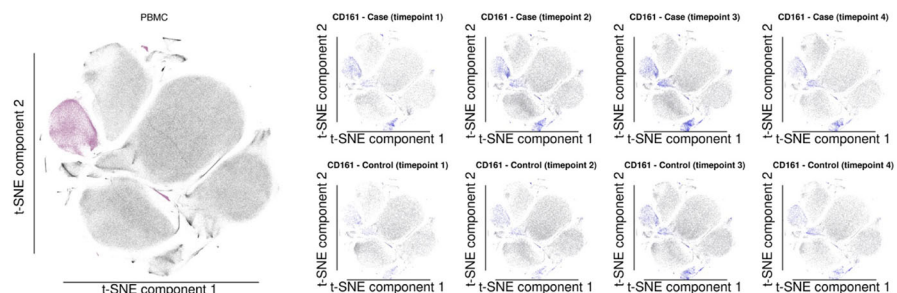 PBMC
t-SNE component 2
t-SNE component 1
CD161 - Case (timepoint 1)
t-SNE component 2
t-SNE component 1
CD161 - Case (timepoint 2)
t-SNE component 2
t-SNE component 1
CD161 - Case (timepoint 3)
t-SNE component 2
t-SNE component 1
CD161 - Case (timepoint 4)
t-SNE component 2
t-SNE component 1
CD161 - Control (timepoint 1)
t-SNE component 2
t-SNE component 1
CD161 - Control (timepoint 2)
t-SNE component 2
t-SNE component 1
CD161 - Control (timepoint 3)
t-SNE component 2
t-SNE component 1
CD161 - Control (timepoint 4)
t-SNE component 2
t-SNE component 1